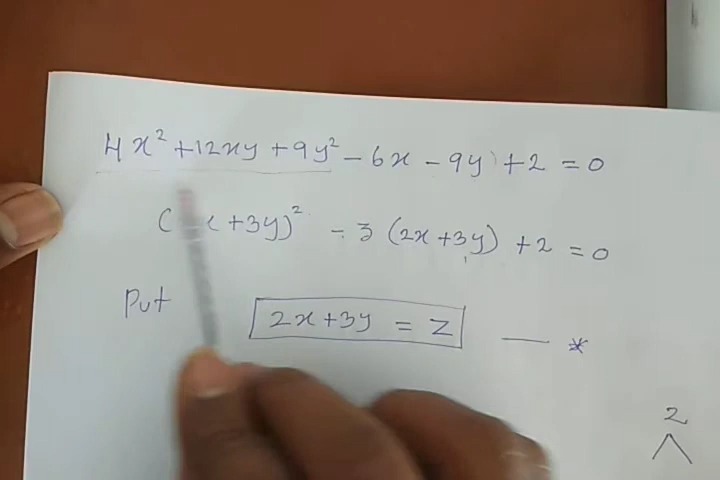 4x² + 12xy + 9y² - 6x - 9y + 2 = 0
( x + 3y)² - 3 (2x + 3y) + 2 = 0
Put 2x + 3y = Z — *
2